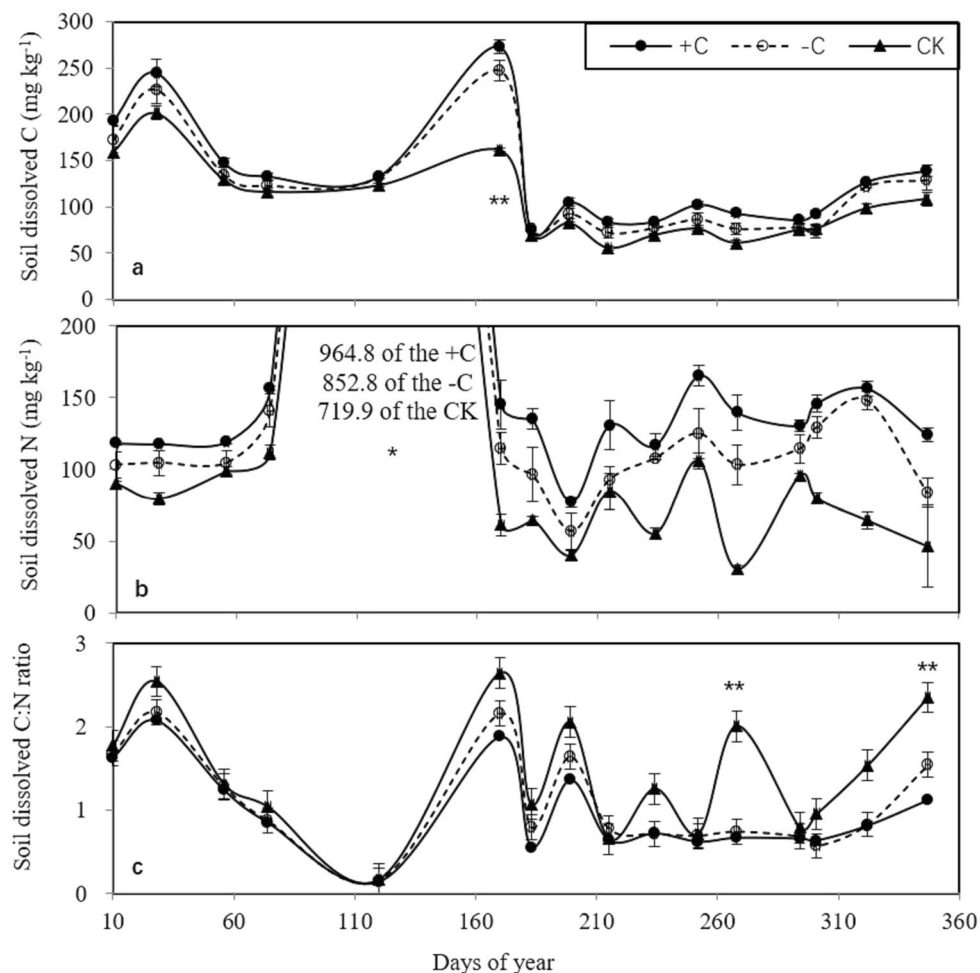 +C -C CK
Soil dissolved C (mg kg⁻¹)
300
250
200
150
100
50
0
**
a
Soil dissolved N (mg kg⁻¹)
200
150
100
50
0
964.8 of the +C
852.8 of the -C
719.9 of the CK
*
b
Soil dissolved C:N ratio
3
2
1
0
**
**
c
10 60 110 160 210 260 310 360
Days of year